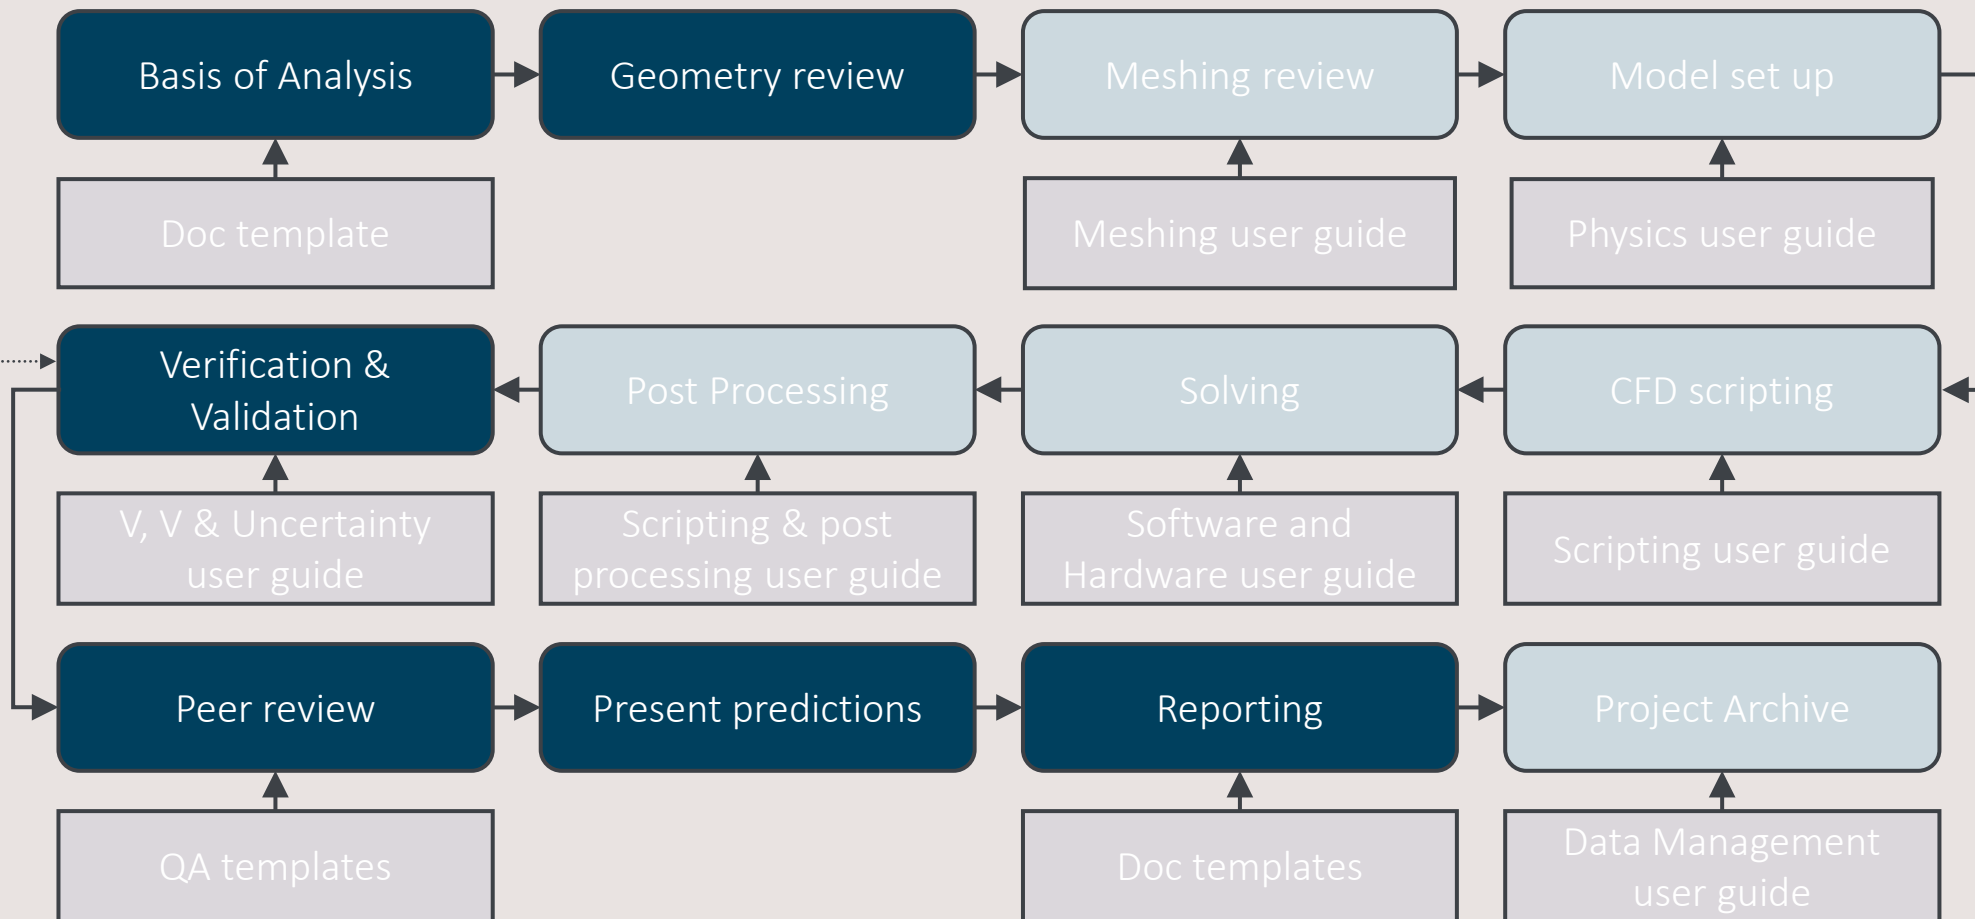 Basis of Analysis
Geometry review
Meshing review
Model set up
Doc template
Meshing user guide
Physics user guide
Verification &
Validation
Post Processing
Solving
CFD scripting
V, V & Uncertainty
user guide
Scripting & post
processing user guide
Software and
Hardware user guide
Scripting user guide
Peer review
Present predictions
Reporting
Project Archive
QA templates
Doc templates
Data Management
user guide